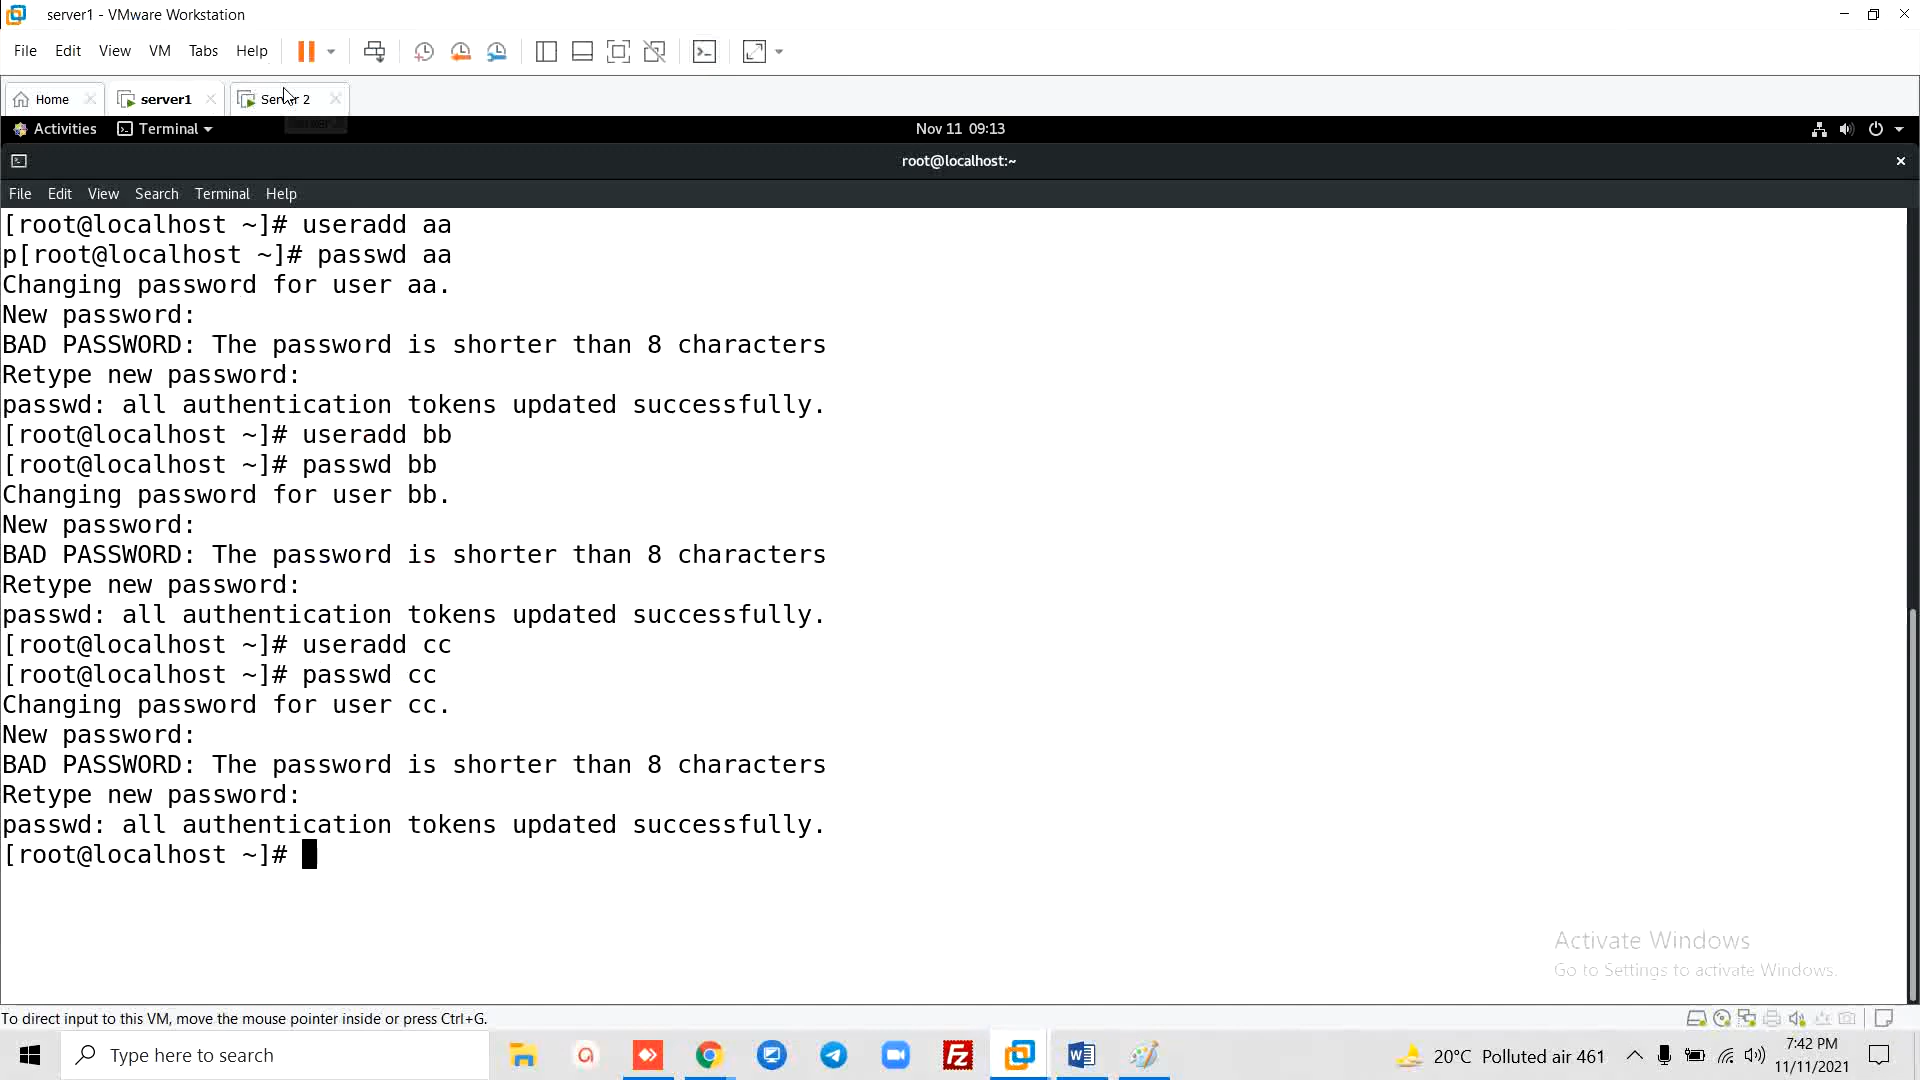 server1 - VMware Workstation
File Edit View VM Tabs Help
Home server1 Server 2
Activities Terminal Nov 11 09:13
root@localhost:~
File Edit View Search Terminal Help
[root@localhost ~]# useradd aa
p[root@localhost ~]# passwd aa
Changing password for user aa.
New password:
BAD PASSWORD: The password is shorter than 8 characters
Retype new password:
passwd: all authentication tokens updated successfully.
[root@localhost ~]# useradd bb
[root@localhost ~]# passwd bb
Changing password for user bb.
New password:
BAD PASSWORD: The password is shorter than 8 characters
Retype new password:
passwd: all authentication tokens updated successfully.
[root@localhost ~]# useradd cc
[root@localhost ~]# passwd cc
Changing password for user cc.
New password:
BAD PASSWORD: The password is shorter than 8 characters
Retype new password:
passwd: all authentication tokens updated successfully.
[root@localhost ~]#
Activate Windows
Go to Settings to activate Windows.
To direct input to this VM, move the mouse pointer inside or press Ctrl+G.
Type here to search
20°C Polluted air 461
7:42 PM
11/11/2021